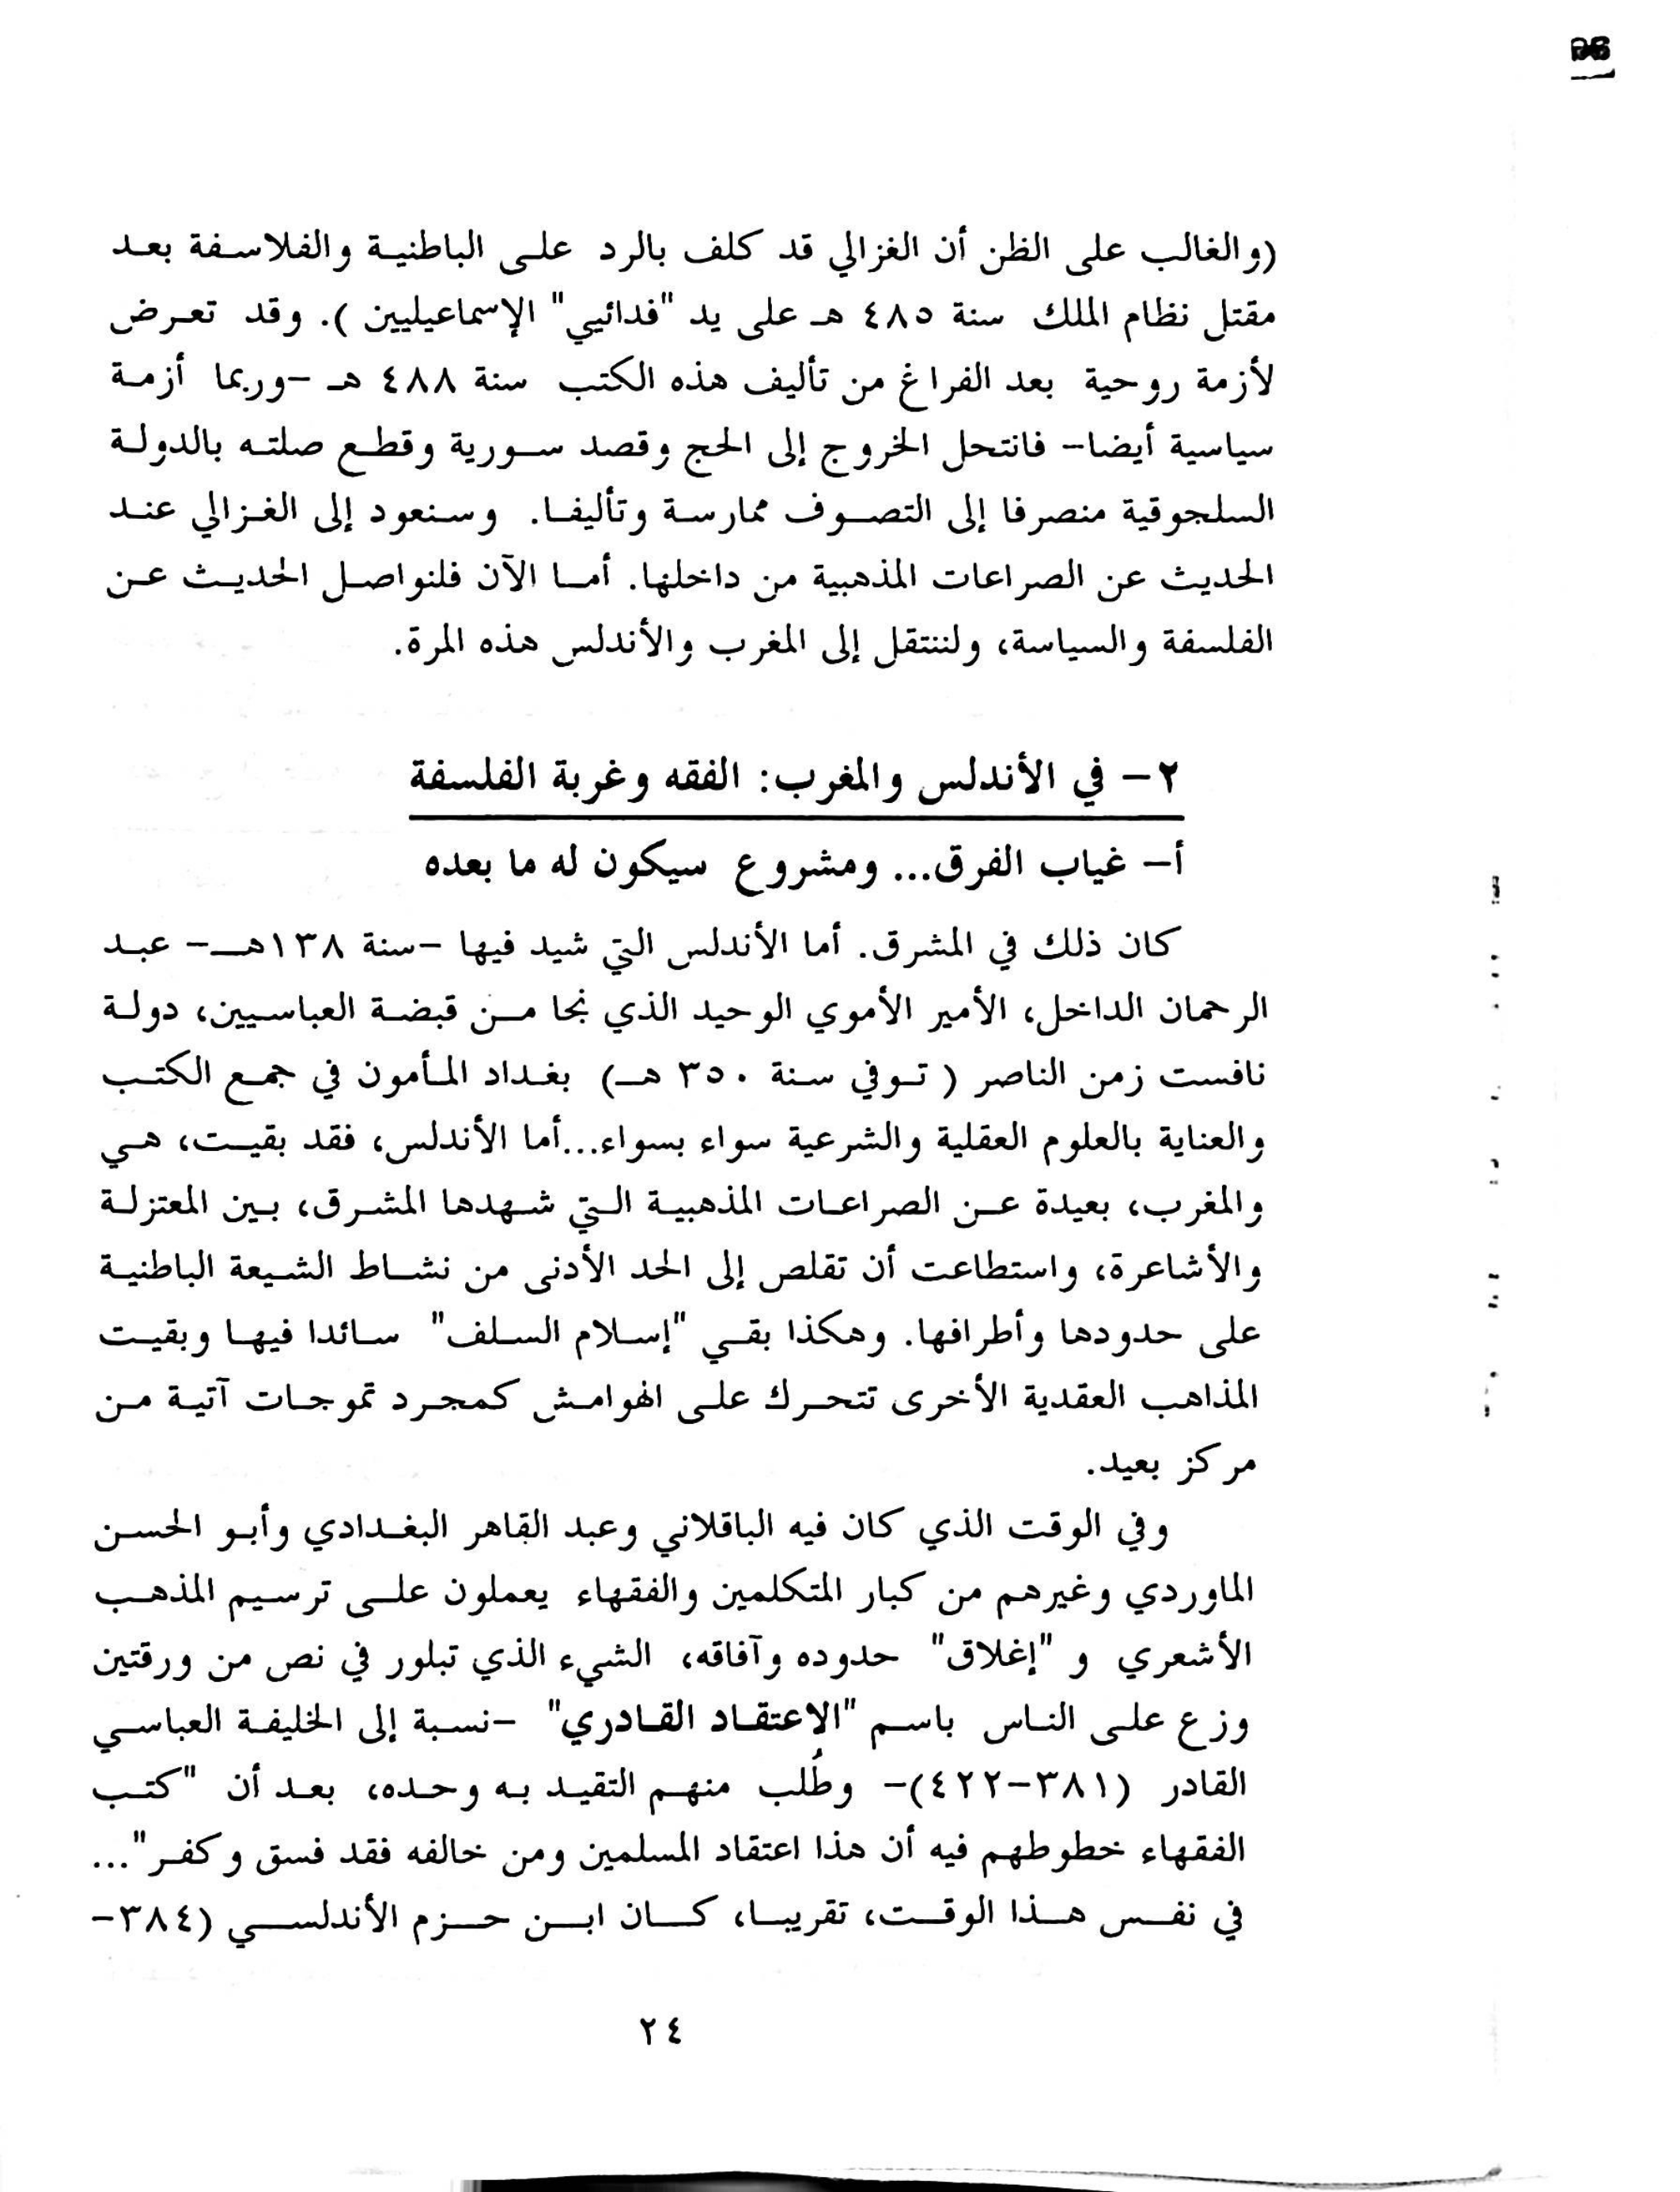 (والغالب على الظن أن الغزالي قد كلف بالرد على الباطنية والفلاسفة بعد
مقتل نظام الملك سنة ٤٨٥ هـ على يد "فدائيي" الإسماعيليين ). وقد تعرض
لأزمة روحية بعد الفراغ من تأليف هذه الكتب سنة ٤٨٨ هـ -وربما أزمة
سياسية أيضا- فانتحل الخروج إلى الحج وقصد سورية وقطع صلته بالدولة
السلجوقية منصرفا إلى التصوف ممارسة وتأليفا. وسنعود إلى الغزالي عند
الحديث عن الصراعات المذهبية من داخلها. أما الآن فلنواصل الحديث عن
الفلسفة والسياسة، ولننتقل إلى المغرب والأندلس هذه المرة.
٢- في الأندلس والمغرب: الفقه وغربة الفلسفة
أ- غياب الفرق... ومشروع سيكون له ما بعده
كان ذلك في المشرق. أما الأندلس التي شيد فيها -سنة ١٣٨هـ- عبد
الرحمان الداخل، الأمير الأموي الوحيد الذي نجا من قبضة العباسيين، دولة
نافست زمن الناصر ( توفي سنة ٣٥٠ هـ) بغداد المأمون في جمع الكتب
والعناية بالعلوم العقلية والشرعية سواء بسواء...أما الأندلس، فقد بقيت، هي
والمغرب، بعيدة عن الصراعات المذهبية التي شهدها المشرق، بين المعتزلة
والأشاعرة، واستطاعت أن تقلص إلى الحد الأدنى من نشاط الشيعة الباطنية
على حدودها وأطرافها. وهكذا بقي "إسلام السلف" سائدا فيها وبقيت
المذاهب العقدية الأخرى تتحرك على الهوامش كمجرد تموجات آتية من
مركز بعيد.
وفي الوقت الذي كان فيه الباقلاني وعبد القاهر البغدادي وأبو الحسن
الماوردي وغيرهم من كبار المتكلمين والفقهاء يعملون على ترسيم المذهب
الأشعري و "إغلاق" حدوده وآفاقه، الشيء الذي تبلور في نص من ورقتين
وزع على الناس باسم "الإعتقاد القادري" -نسبة إلى الخليفة العباسي
القادر (٣٨١-٤٢٢)- وطُلب منهم التقيد به وحده، بعد أن "كتب
الفقهاء خطوطهم فيه أن هذا اعتقاد المسلمين ومن خالفه فقد فسق وكفر"...
في نفس هذا الوقت، تقريبا، كان ابن حزم الأندلسي (٣٨٤-
٢٤